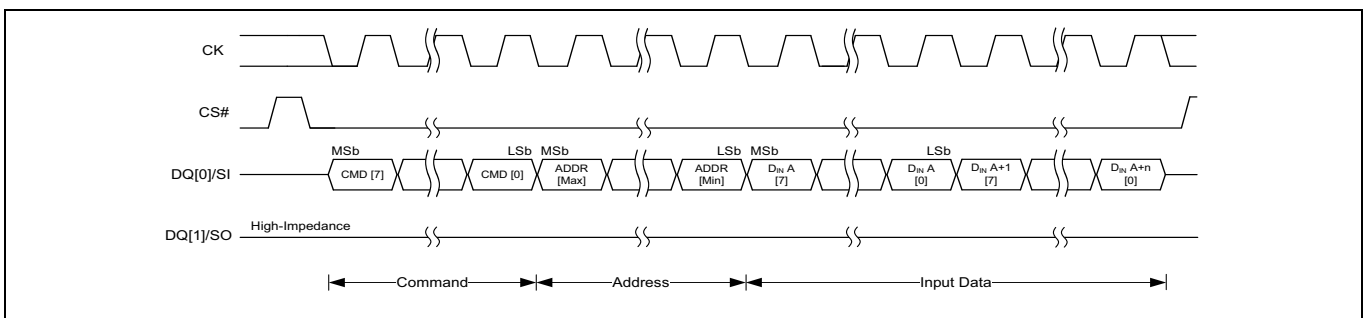 CK
CS#
MSb LSb MSb LSb MSb LSb
DQ[0]/SI CMD [7] CMD [0] ADDR [Max] ADDR [Min] DIN A [7] DIN A [0] DIN A+1 [7] DIN A+n [0]
High-Impedance
DQ[1]/SO
Command Address Input Data